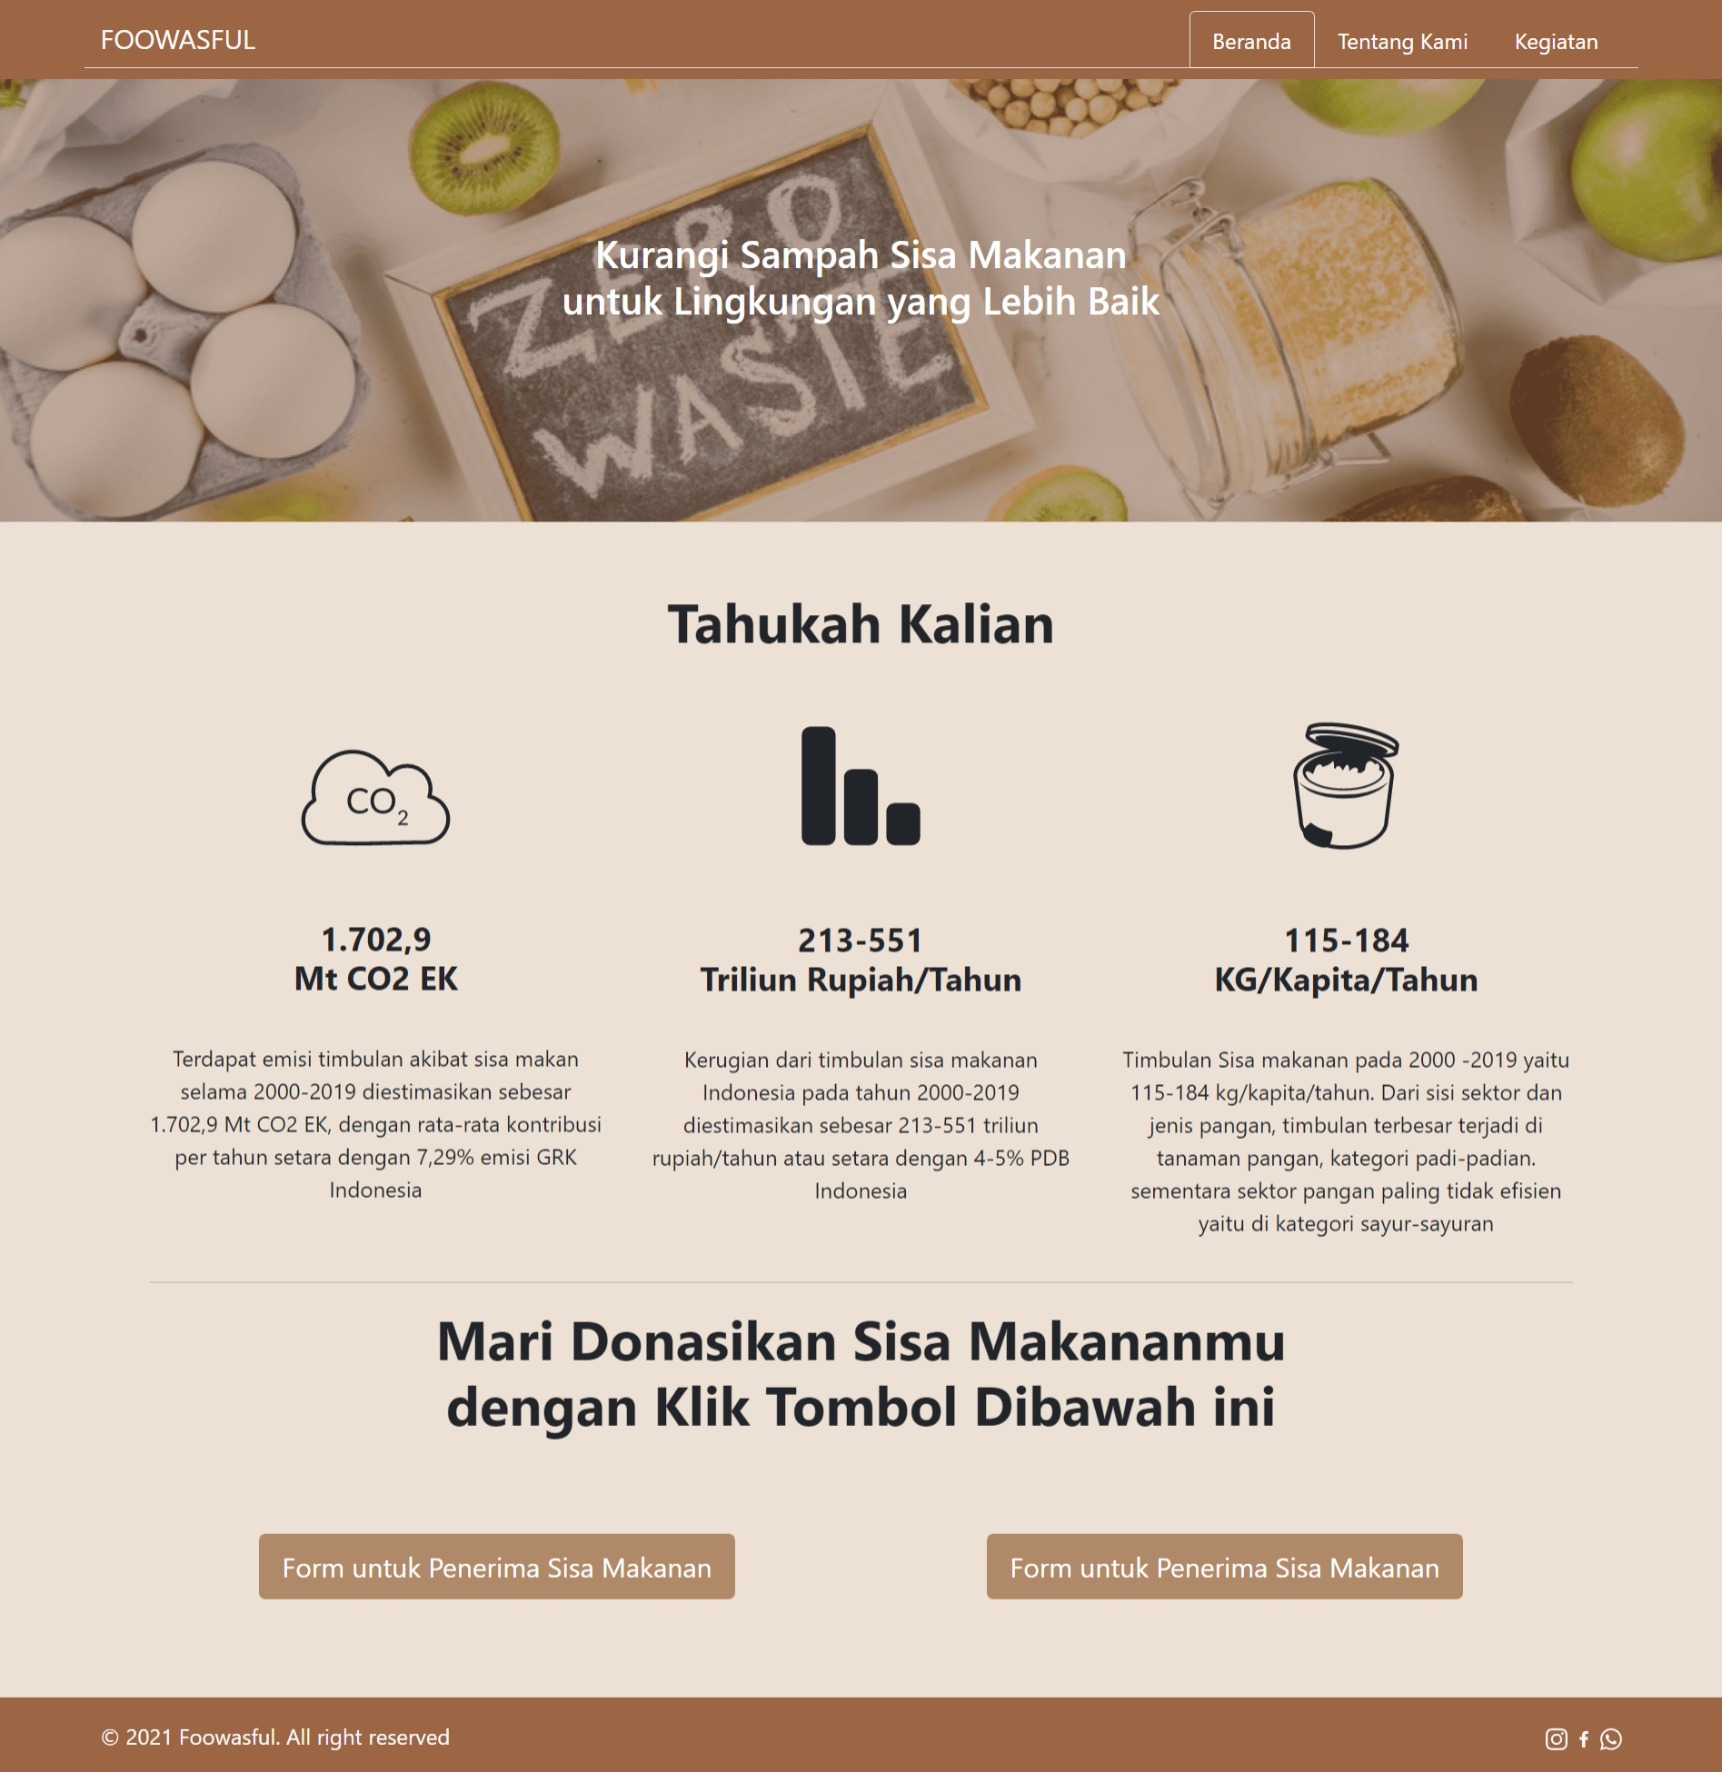 FOOWASFUL
Beranda
Tentang Kami
Kegiatan
ZERO
WASTE
Kurangi Sampah Sisa Makanan
untuk Lingkungan yang Lebih Baik
Tahukah Kalian
CO2
1.702,9
Mt CO2 EK
Terdapat emisi timbulan akibat sisa makan
selama 2000-2019 diestimasikan sebesar
1.702,9 Mt CO2 EK, dengan rata-rata kontribusi
per tahun setara dengan 7,29% emisi GRK
Indonesia
213-551
Triliun Rupiah/Tahun
Kerugian dari timbulan sisa makanan
Indonesia pada tahun 2000-2019
diestimasikan sebesar 213-551 triliun
rupiah/tahun atau setara dengan 4-5% PDB
Indonesia
115-184
KG/Kapita/Tahun
Timbulan Sisa makanan pada 2000 -2019 yaitu
115-184 kg/kapita/tahun. Dari sisi sektor dan
jenis pangan, timbulan terbesar terjadi di
tanaman pangan, kategori padi-padian.
sementara sektor pangan paling tidak efisien
yaitu di kategori sayur-sayuran
Mari Donasikan Sisa Makananmu
dengan Klik Tombol Dibawah ini
Form untuk Penerima Sisa Makanan
Form untuk Penerima Sisa Makanan
© 2021 Foowasful. All right reserved